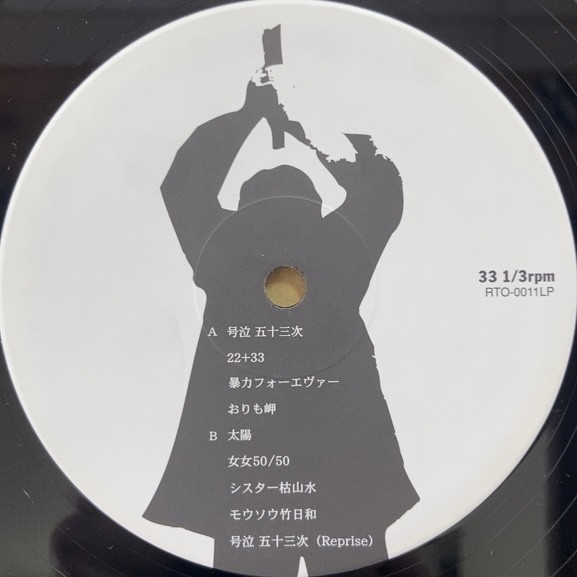 33 1/3rpm
RTO-0011LP
A 号泣 五十三次
22+33
暴力フォーエヴァー
おりも岬
B 太陽
女女50/50
シスター枯山水
モウソウ竹日和
号泣 五十三次（Reprise）